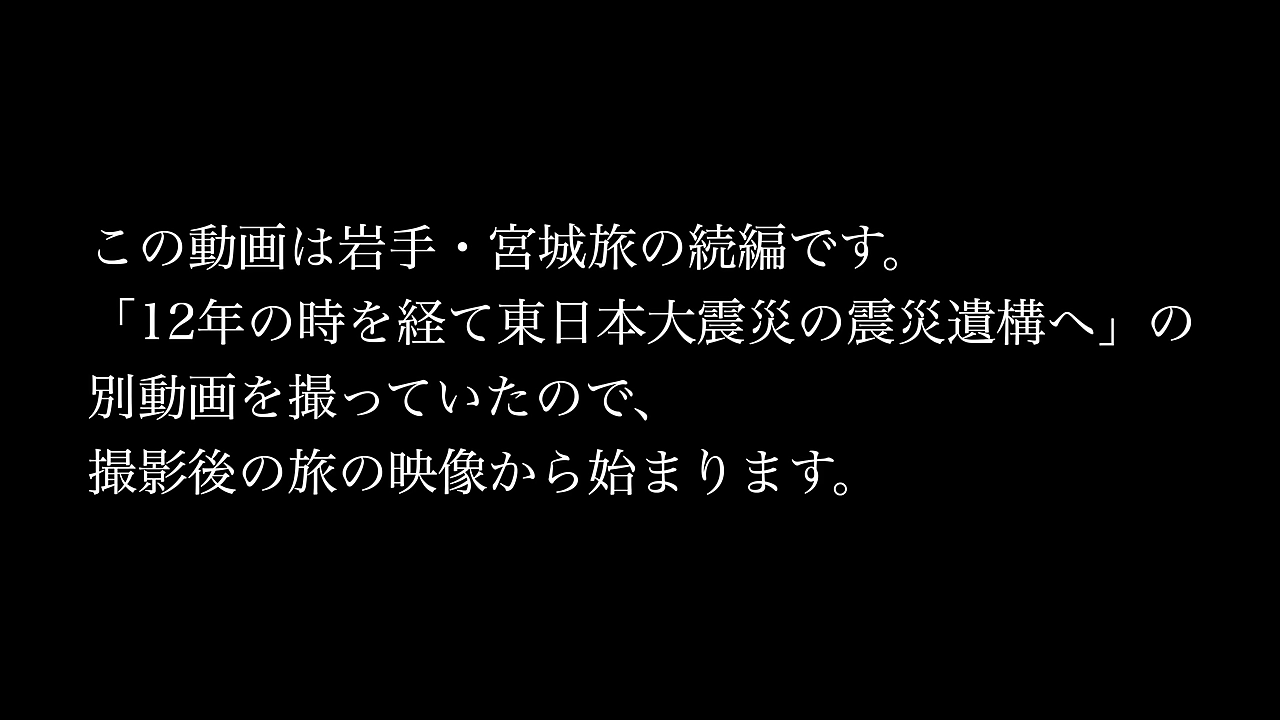 この動画は岩手・宮城旅の続編です。
「12年の時を経て東日本大震災の震災遺構へ」の
別動画を撮っていたので、
撮影後の旅の映像から始まります。